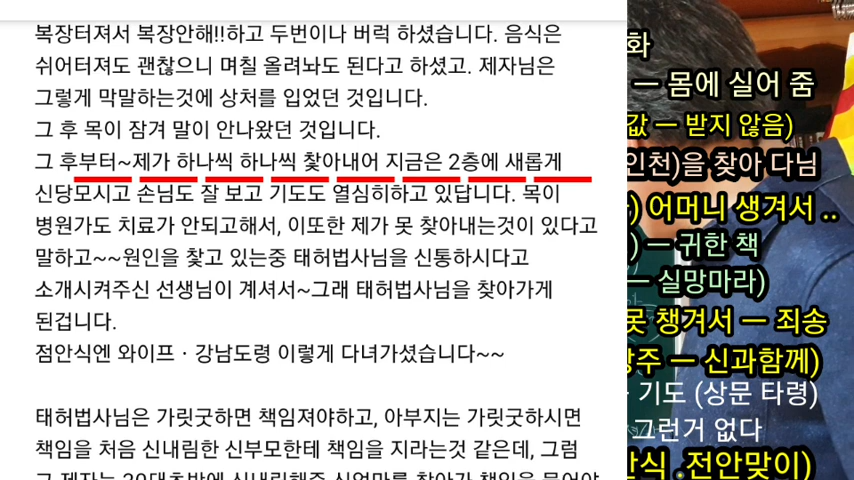 복장터져서 복장안해!!하고 두번이나 버럭 하셨습니다. 음식은
쉬어터져도 괜찮으니 며칠 올려놔도 된다고 하셨고. 제자님은
그렇게 막말하는것에 상처를 입었던 것입니다.
그 후 목이 잠겨 말이 안나왔던 것입니다.
그 후부터~제가 하나씩 하나씩 찿아내어 지금은 2층에 새롭게
신당모시고 손님도 잘 보고 기도도 열심히하고 있답니다. 목이
병원가도 치료가 안되고해서, 이또한 제가 못 찾아내는것이 있다고
말하고~~원인을 찿고 있는중 태허법사님을 신통하시다고
소개시켜주신 선생님이 계셔서~그래 태허법사님을 찾아가게
된겁니다.
점안식엔 와이프 · 강남도령 이렇게 다녀가셨습니다~~
태허법사님은 가릿굿하면 책임져야하고, 아부지는 가릿굿하시면
책임을 처음 신내림한 신부모한테 책임을 지라는것 같은데, 그럼
화
— 몸에 실어 줌
값 — 받지 않음)
인천)을 찾아 다님
) 어머니 생겨서 ..
) — 귀한 책
— 실망마라)
못 챙겨서 — 죄송
— 신과함께)
기도 (상문 타령)
그런거 없다
식 .전안맞이)